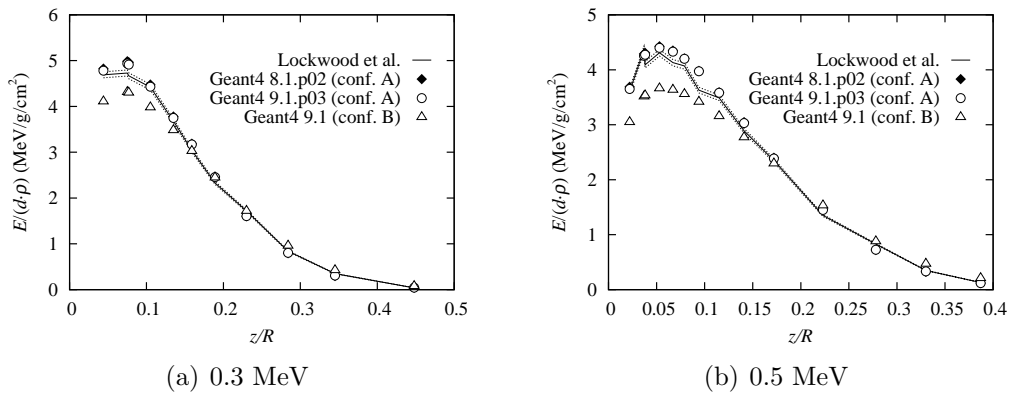 6
5
4
3
2
1
0
0 0.1 0.2 0.3 0.4 0.5
E/(d·ρ) (MeV/g/cm²)
z/R
Lockwood et al.
Geant4 8.1.p02 (conf. A)
Geant4 9.1.p03 (conf. A)
Geant4 9.1 (conf. B)
(a) 0.3 MeV
5
4
3
2
1
0
0 0.05 0.1 0.15 0.2 0.25 0.3 0.35 0.4
E/(d·ρ) (MeV/g/cm²)
z/R
Lockwood et al.
Geant4 8.1.p02 (conf. A)
Geant4 9.1.p03 (conf. A)
Geant4 9.1 (conf. B)
(b) 0.5 MeV